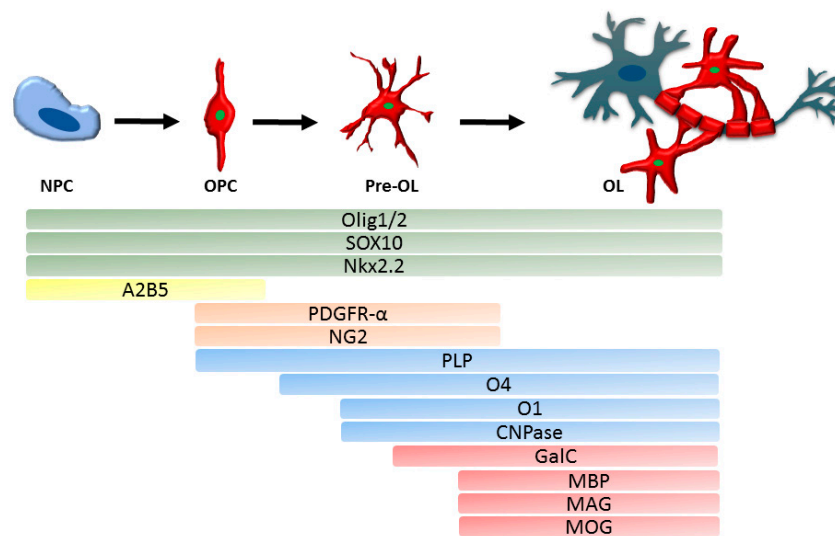 NPC OPC Pre-OL OL
Olig1/2
SOX10
Nkx2.2
A2B5
PDGFR-α
NG2
PLP
O4
O1
CNPase
GalC
MBP
MAG
MOG